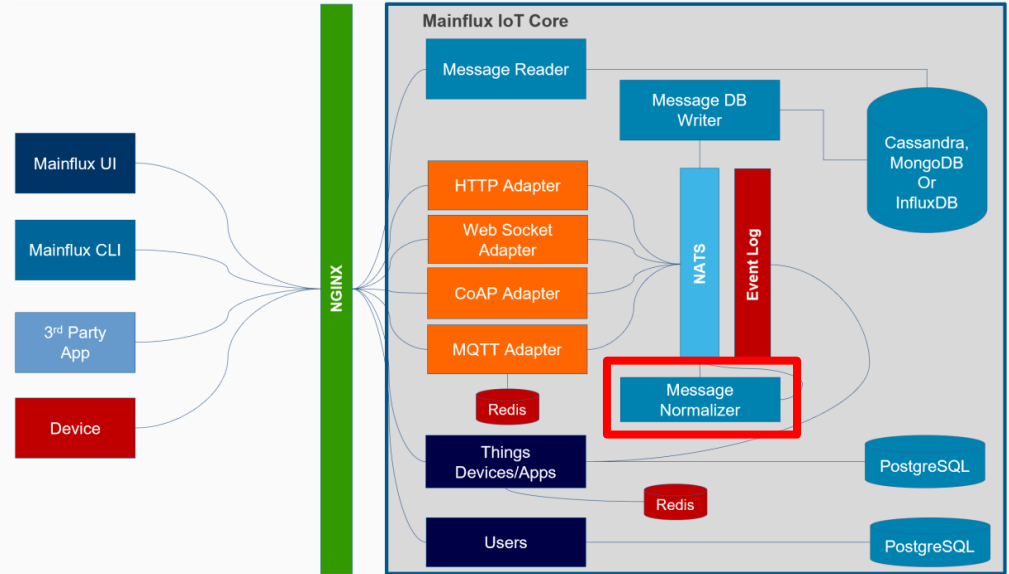 Mainflux IoT Core
Message Reader
Message DB
Writer
Cassandra,
MongoDB
Or
InfluxDB
Mainflux UI
HTTP Adapter
Mainflux CLI
Web Socket
Adapter
NGINX
NATS
Event Log
CoAP Adapter
3rd Party
App
MQTT Adapter
Message
Normalizer
Redis
Device
Things
Devices/Apps
PostgreSQL
Redis
Users
PostgreSQL